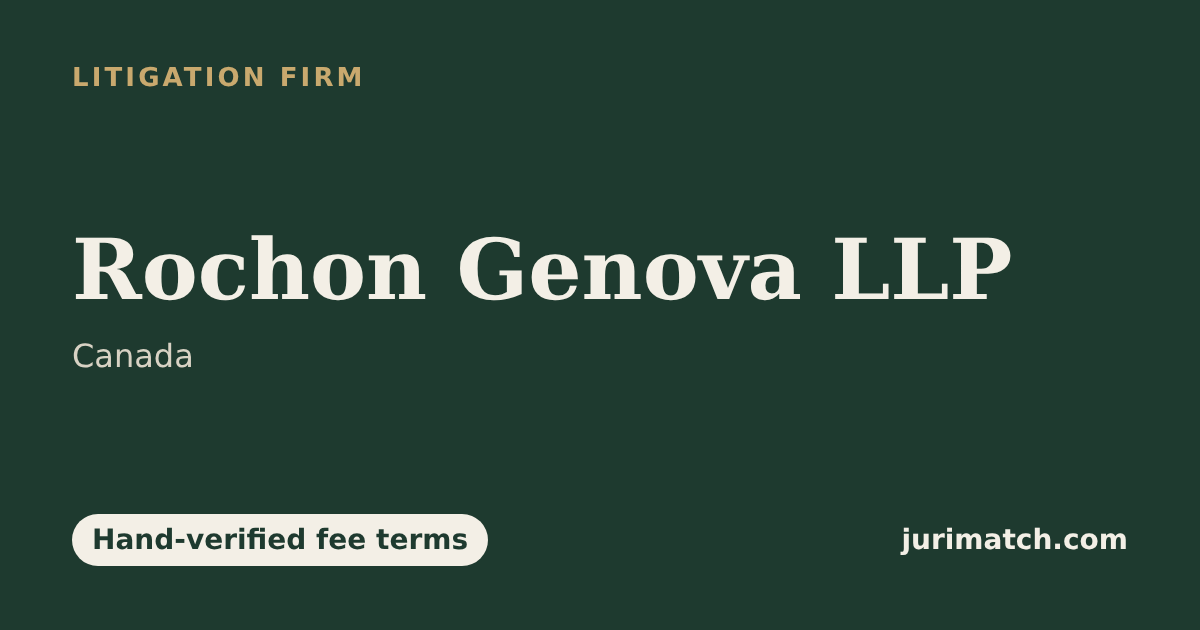 LITIGATION FIRM
Rochon Genova LLP
Canada
Hand-verified fee terms
jurimatch.com